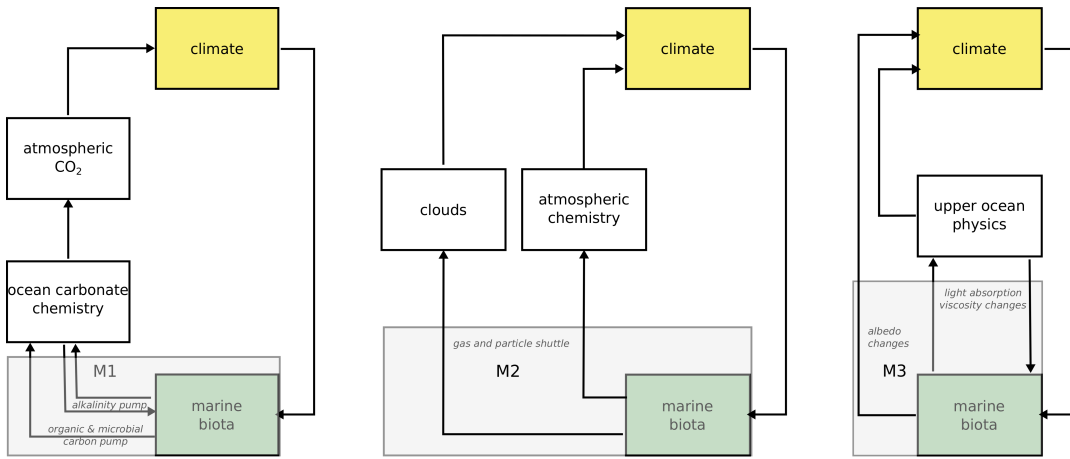 climate
atmospheric
CO₂
ocean carbonate
chemistry
M1
alkalinity pump
organic & microbial
carbon pump
marine
biota
climate
clouds
atmospheric
chemistry
gas and particle shuttle
M2
marine
biota
climate
upper ocean
physics
light absorption
viscosity changes
albedo
changes
M3
marine
biota